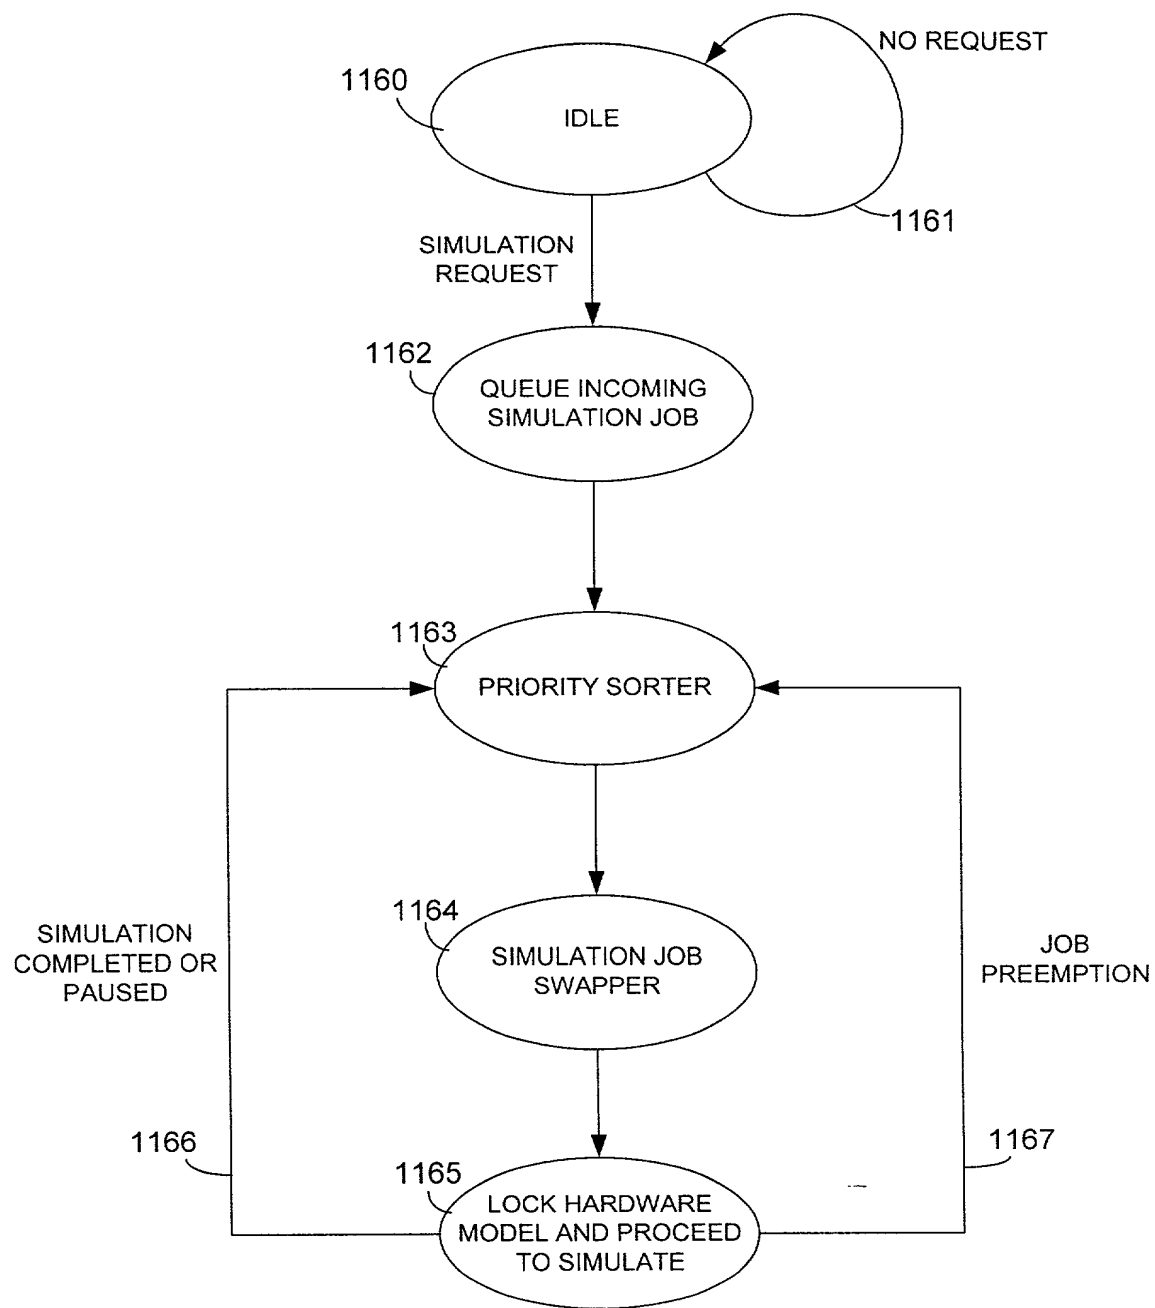 NO REQUEST
1160
IDLE
1161
SIMULATION
REQUEST
1162
QUEUE INCOMING
SIMULATION JOB
1163
PRIORITY SORTER
1164
SIMULATION JOB
SWAPPER
SIMULATION
COMPLETED OR
PAUSED
JOB
PREEMPTION
1166
1165
1167
LOCK HARDWARE
MODEL AND PROCEED
TO SIMULATE